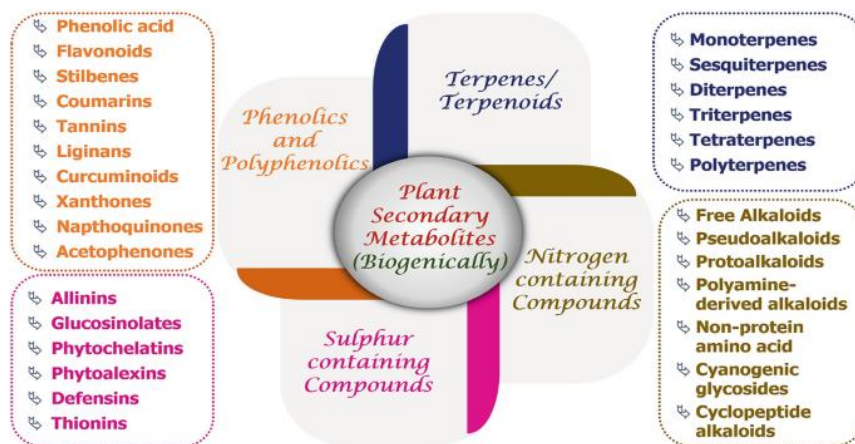 Phenolic acid
Flavonoids
Stilbenes
Coumarins
Tannins
Liginans
Curcuminoids
Xanthones
Napthoquinones
Acetophenones
Phenolics
and
Polyphenolics
Terpenes/
Terpenoids
Monoterpenes
Sesquiterpenes
Diterpenes
Triterpenes
Tetraterpenes
Polyterpenes
Plant
Secondary
Metabolites
(Biogenically)
Allinins
Glucosinolates
Phytochelatins
Phytoalexins
Defensins
Thionins
Sulphur
containing
Compounds
Nitrogen
containing
Compounds
Free Alkaloids
Pseudoalkaloids
Protoalkaloids
Polyamine-
derived alkaloids
Non-protein
amino acid
Cyanogenic
glycosides
Cyclopeptide
alkaloids